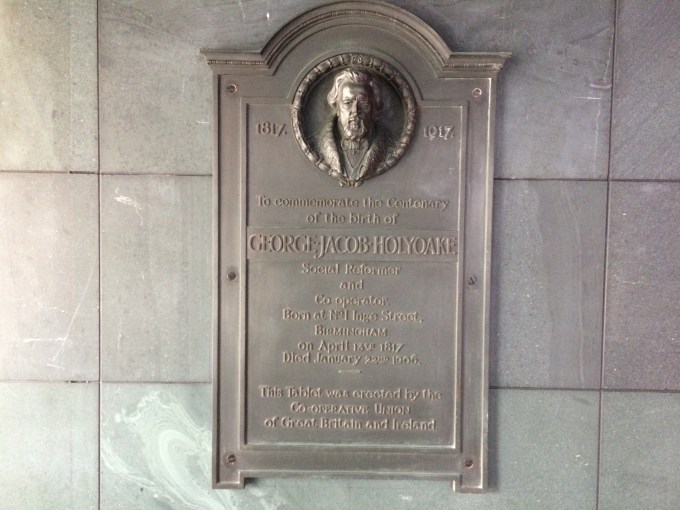 1817. 1917.
To commemorate the Centenary
of the birth of
GEORGE·JACOB·HOLYOAKE
Social Reformer
and
Co-operator.
Born at No 1 Inge Street,
BIRMINGHAM
on April 13th 1817
Died January 22nd 1906.
This Tablet was erected by the
CO-OPERATIVE UNION
of Great Britain and Ireland